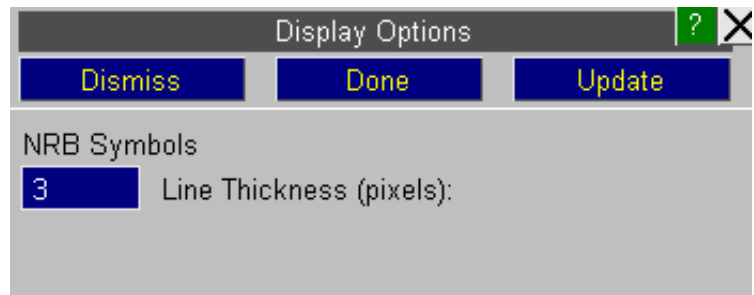 Display Options ? X
Dismiss Done Update
NRB Symbols
3 Line Thickness (pixels):